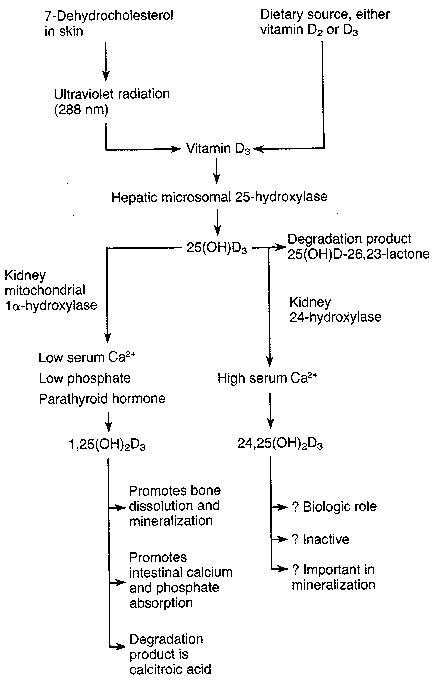 7-Dehydrocholesterol
in skin
Dietary source, either
vitamin D₂ or D₃
Ultraviolet radiation
(288 nm)
Vitamin D₃
Hepatic microsomal 25-hydroxylase
25(OH)D₃
Degradation product
25(OH)D-26,23-lactone
Kidney
mitochondrial
1α-hydroxylase
Kidney
24-hydroxylase
Low serum Ca²⁺
Low phosphate
Parathyroid hormone
High serum Ca²⁺
1,25(OH)₂D₃
24,25(OH)₂D₃
Promotes bone
dissolution and
mineralization
Promotes
intestinal calcium
and phosphate
absorption
Degradation
product is
calcitroic acid
? Biologic role
? Inactive
? Important in
mineralization